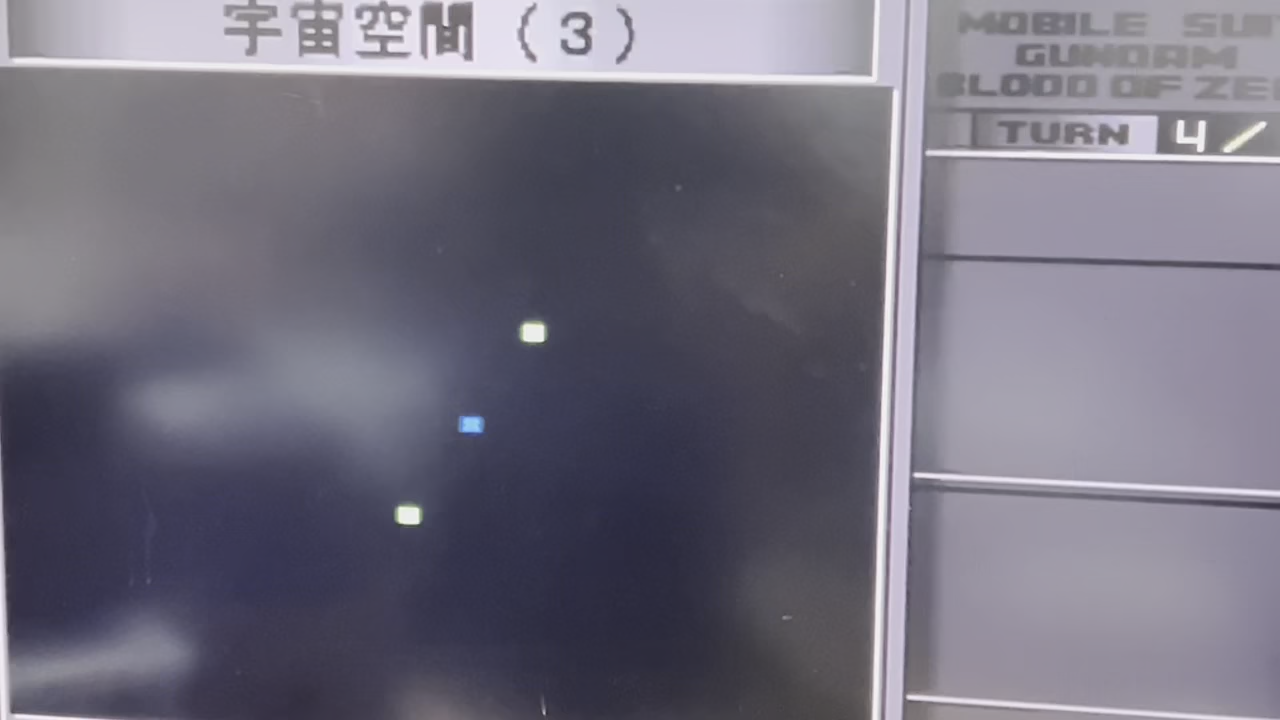 宇宙空間(3)
MOBILE SUI
GUNDAM
BLOOD OF ZE
TURN 4/